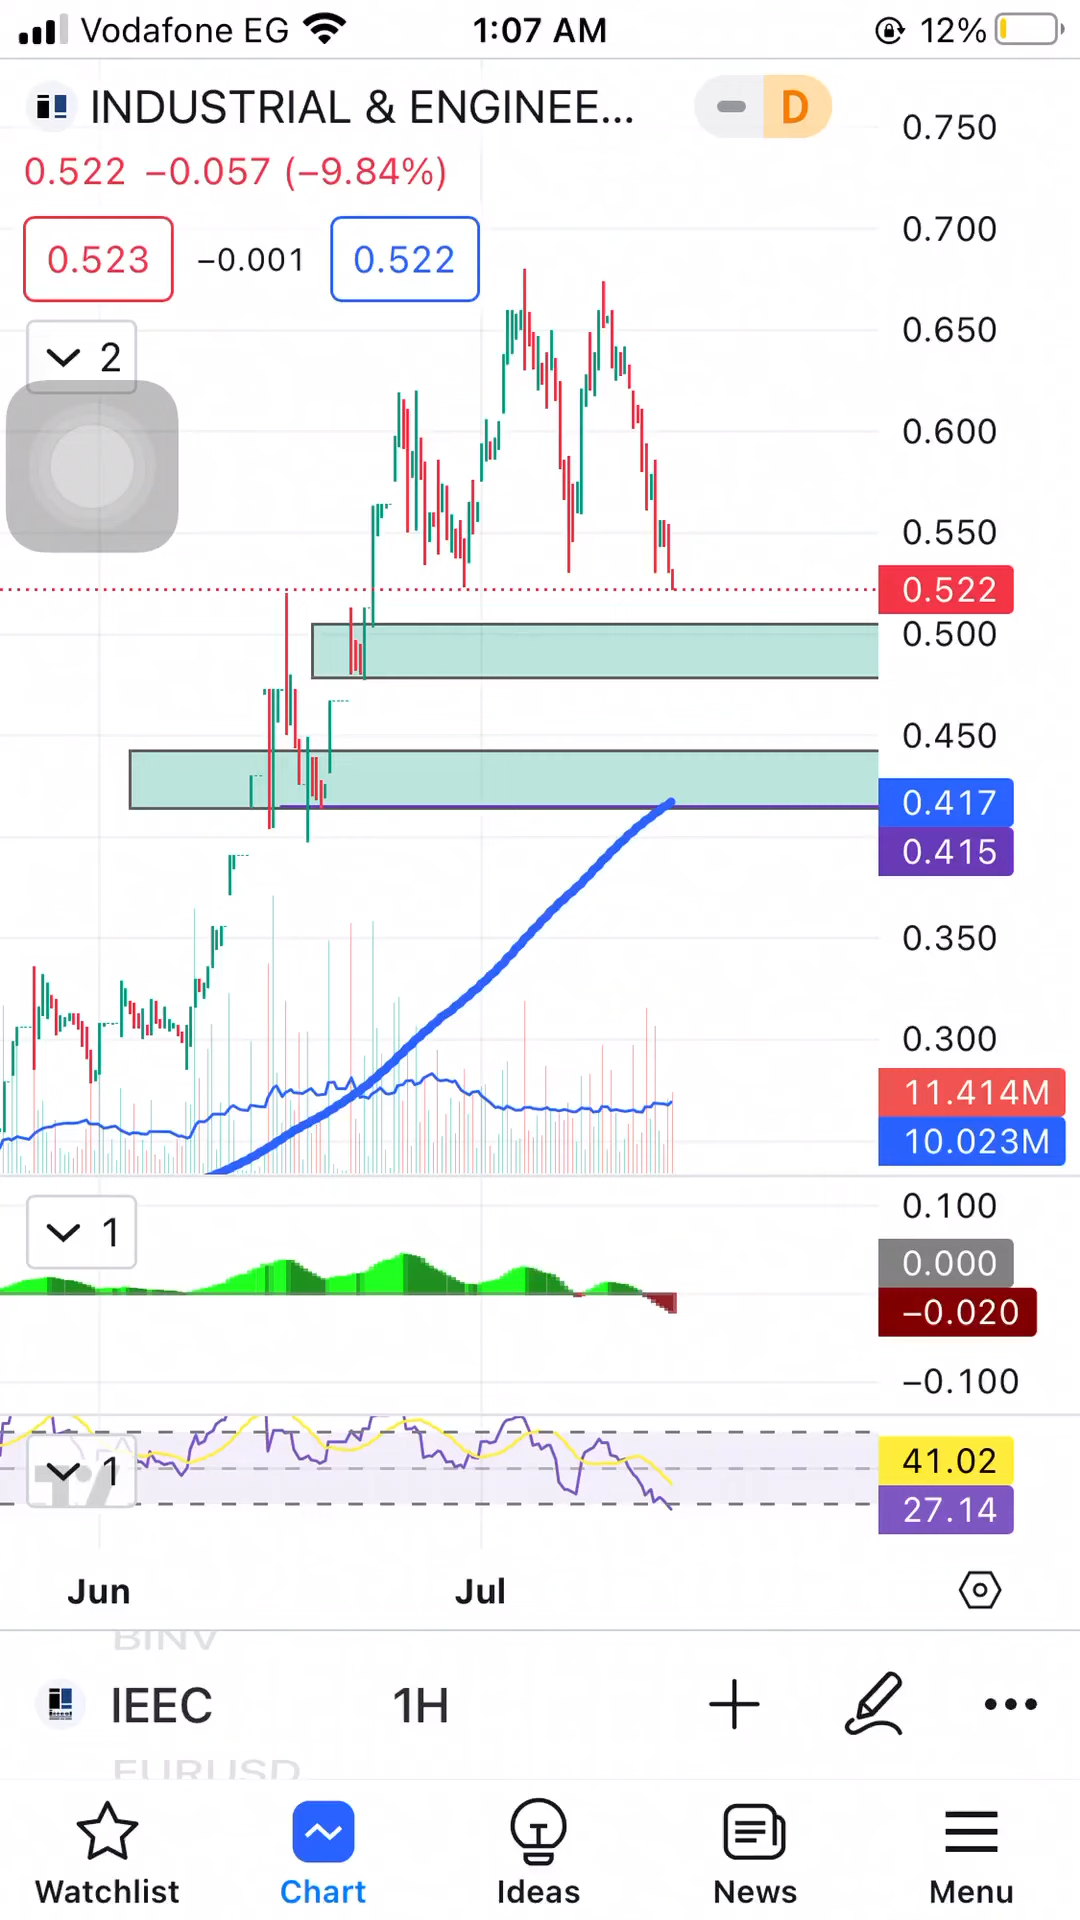 Vodafone EG 1:07 AM 12%
INDUSTRIAL & ENGINEE... D
0.522 −0.057 (−9.84%)
0.523 −0.001 0.522
2
0.750
0.700
0.650
0.600
0.550
0.522
0.500
0.450
0.417
0.415
0.350
0.300
11.414M
10.023M
1
0.100
0.000
−0.020
−0.100
1
41.02
27.14
Jun Jul
BINV
IEEC 1H
EURUSD
Watchlist Chart Ideas News Menu